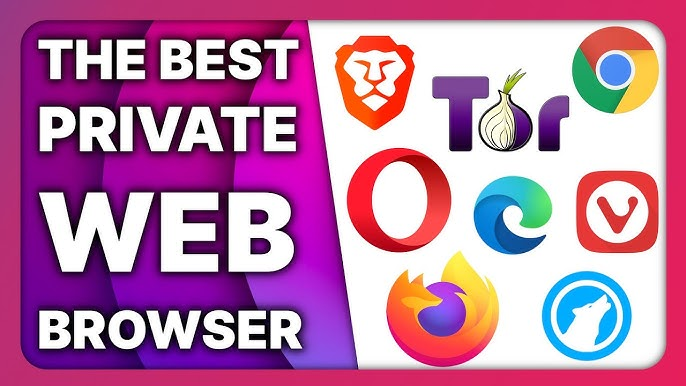 THE BEST
PRIVATE
WEB
BROWSER
Tor